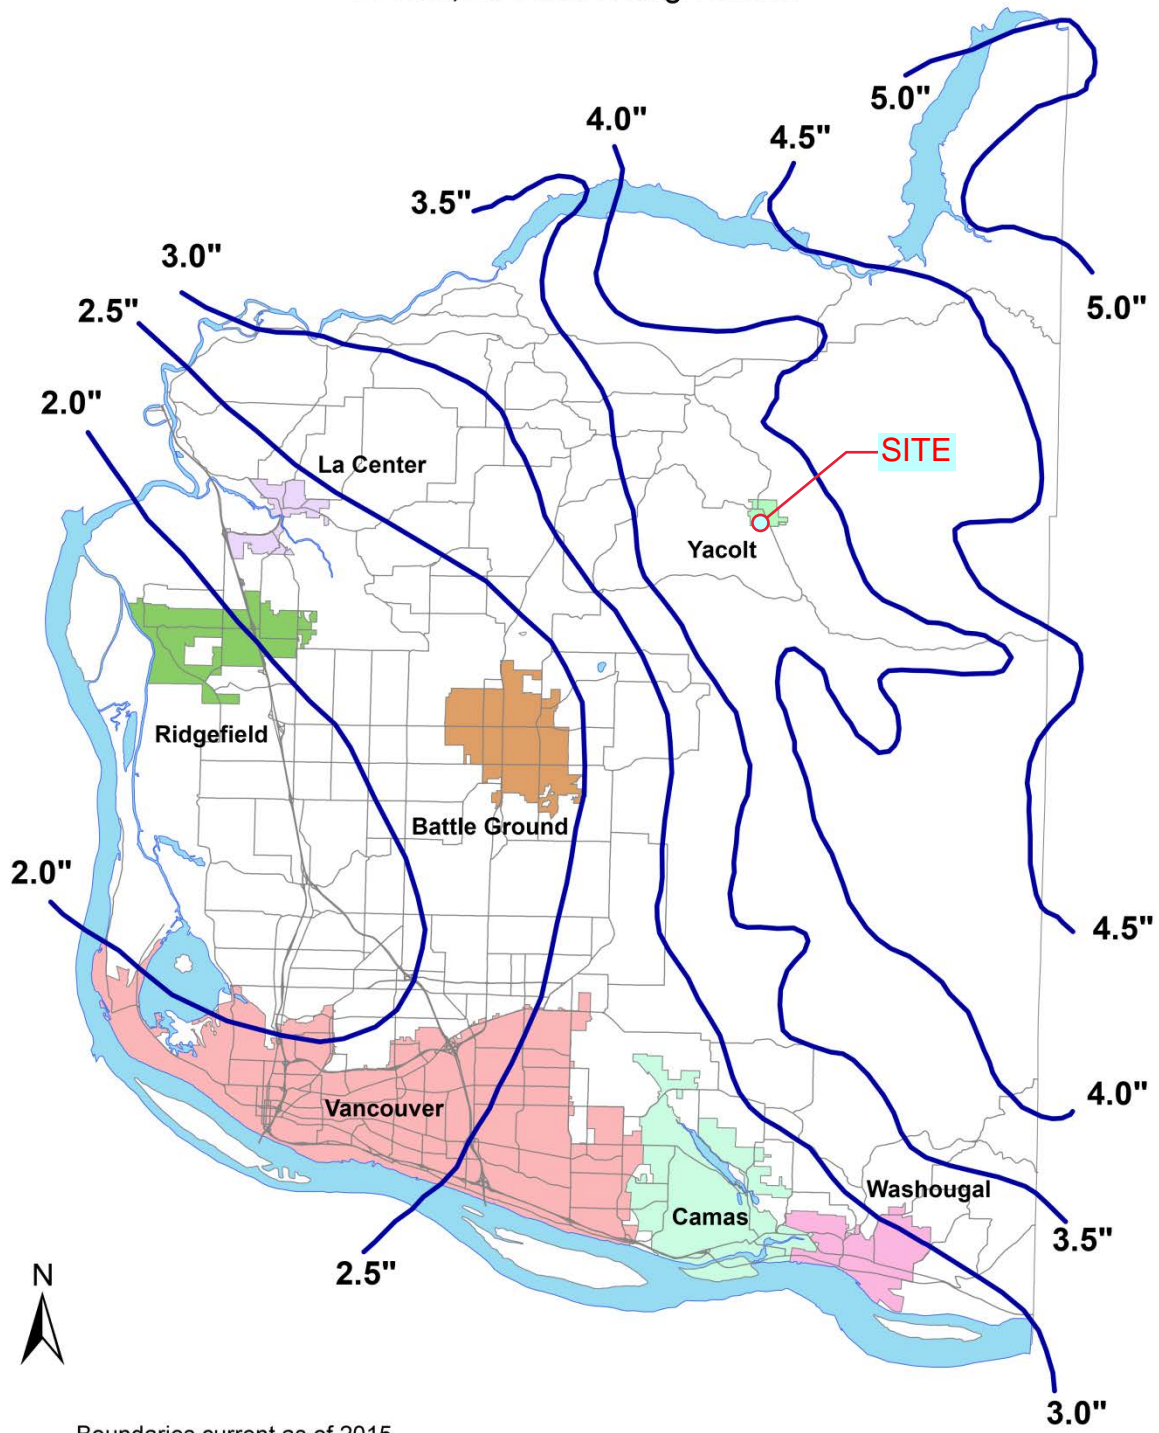 5.0"
4.0"
4.5"
3.5"
3.0"
5.0"
2.5"
2.0"
SITE
La Center
Yacolt
Ridgefield
Battle Ground
2.0"
4.5"
4.0"
Vancouver
Washougal
Camas
3.5"
2.5"
N
3.0"
Boundaries current as of 2015